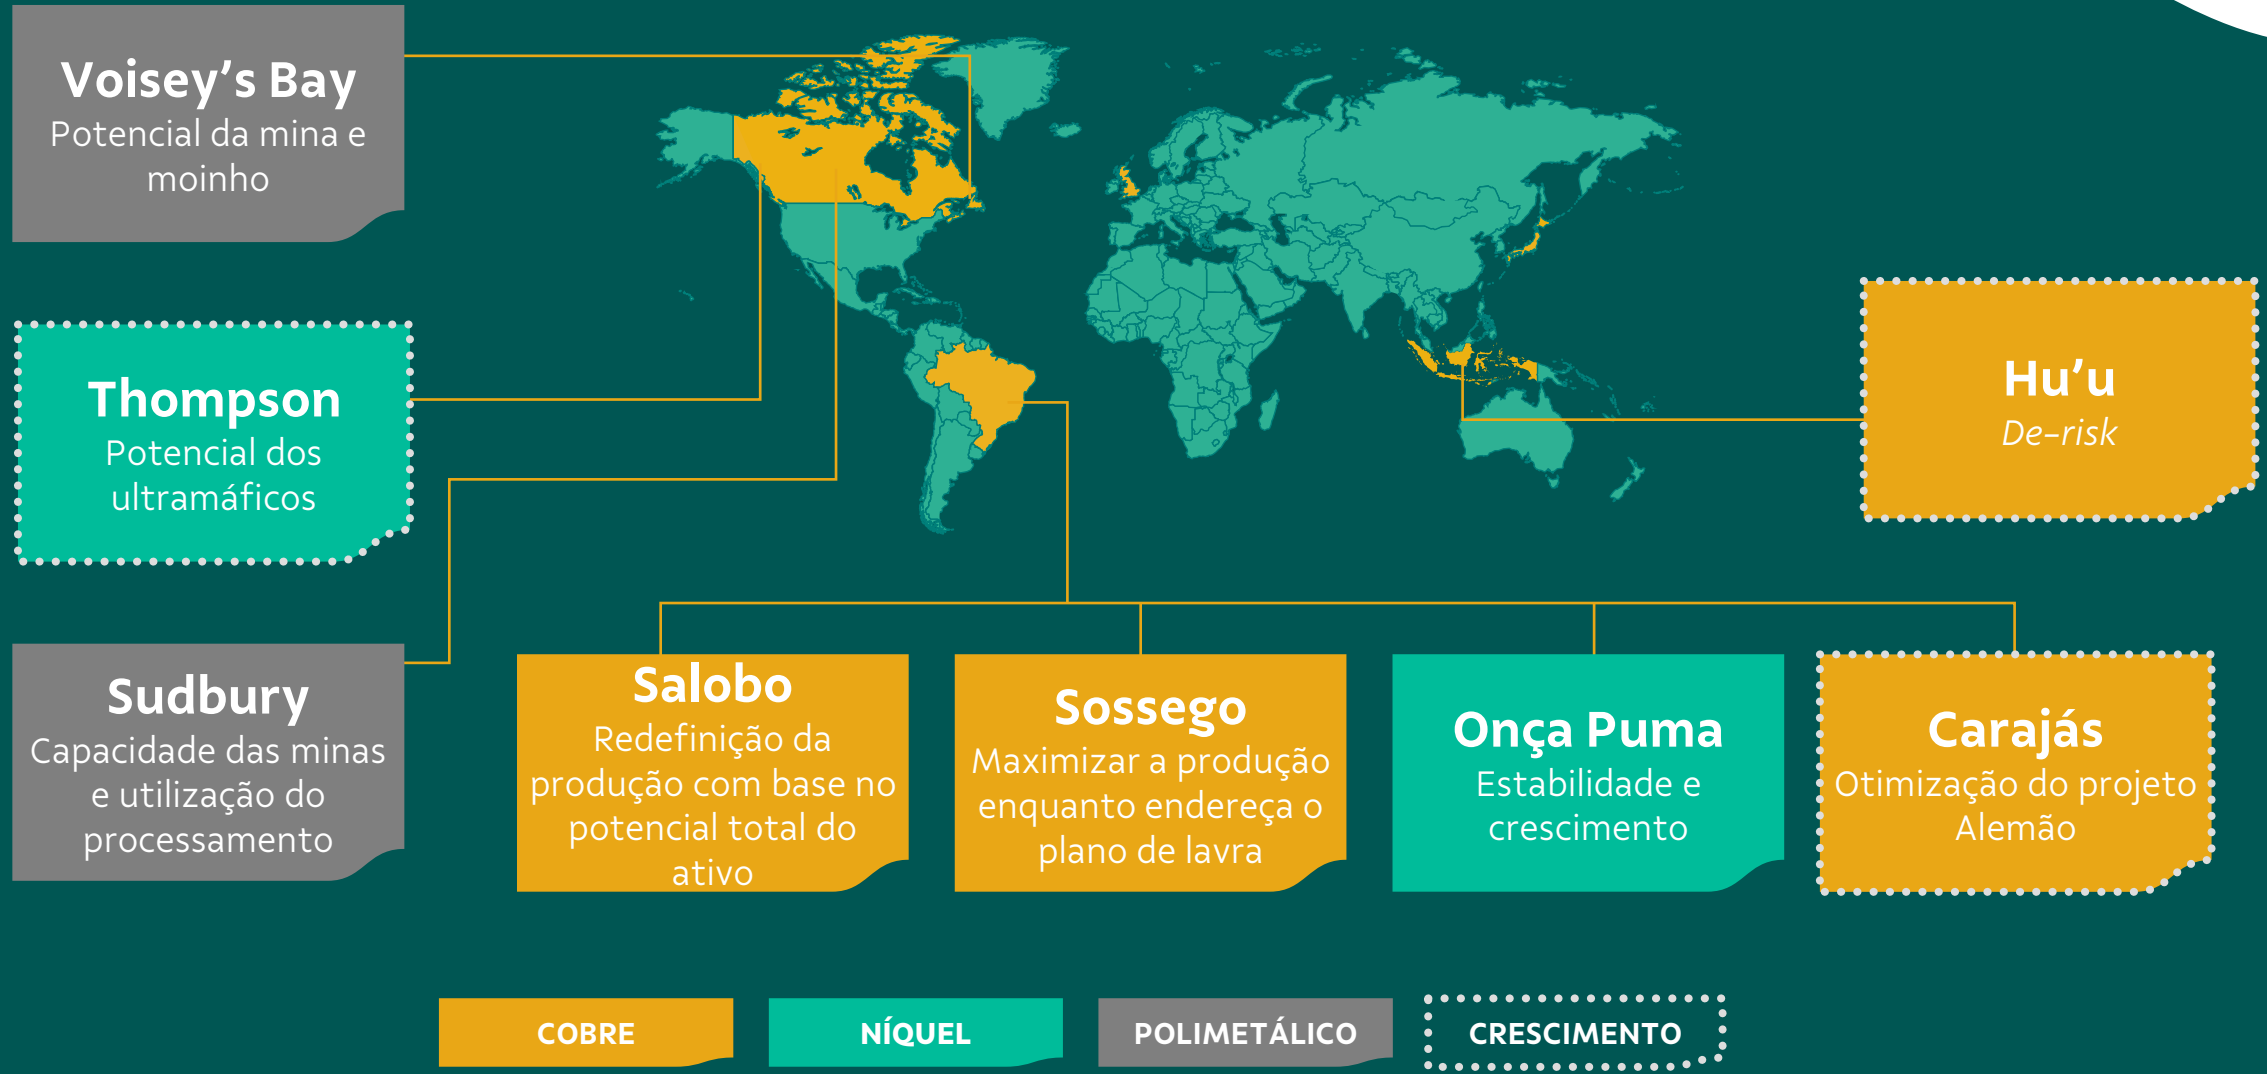 Voisey’s Bay
Potencial da mina e
moinho
Thompson
Potencial dos
ultramáficos
Hu’u
De-risk
Sudbury
Capacidade das minas
e utilização do
processamento
Salobo
Redefinição da
produção com base no
potencial total do
ativo
Sossego
Maximizar a produção
enquanto endereça o
plano de lavra
Onça Puma
Estabilidade e
crescimento
Carajás
Otimização do projeto
Alemão
COBRE
NÍQUEL
POLIMETÁLICO
CRESCIMENTO